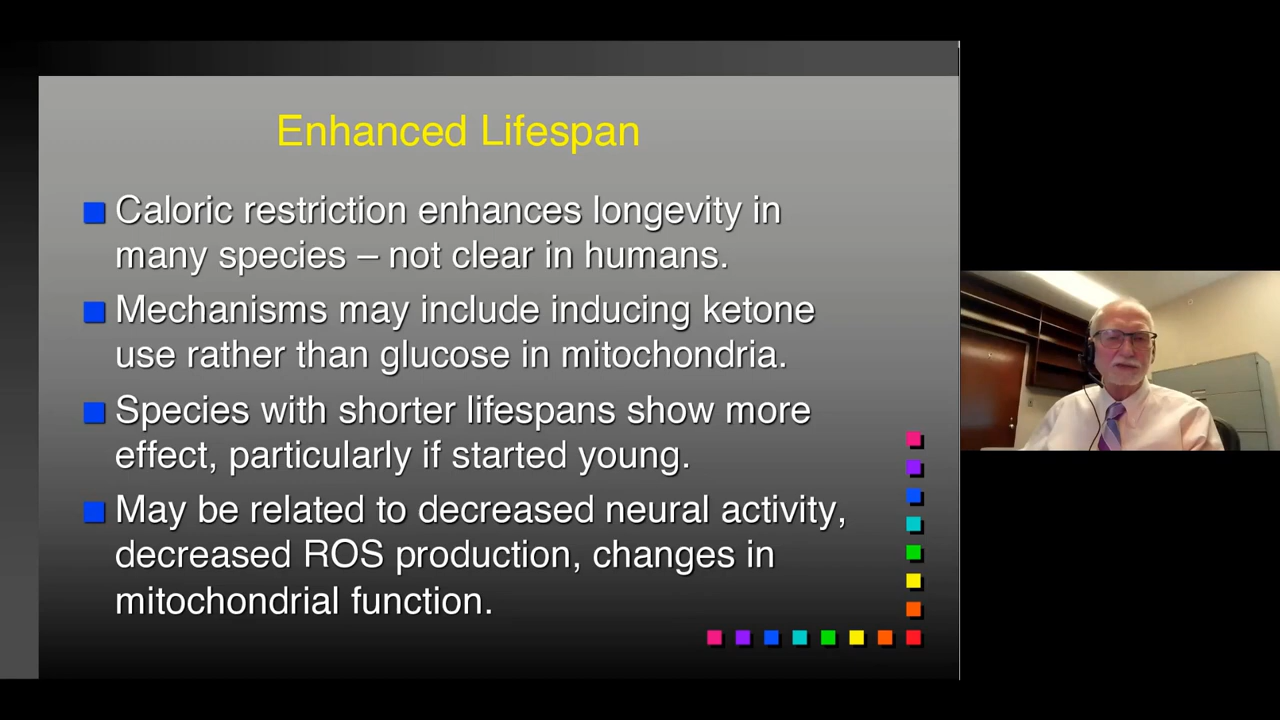 Enhanced Lifespan
Caloric restriction enhances longevity in
many species – not clear in humans.
Mechanisms may include inducing ketone
use rather than glucose in mitochondria.
Species with shorter lifespans show more
effect, particularly if started young.
May be related to decreased neural activity,
decreased ROS production, changes in
mitochondrial function.